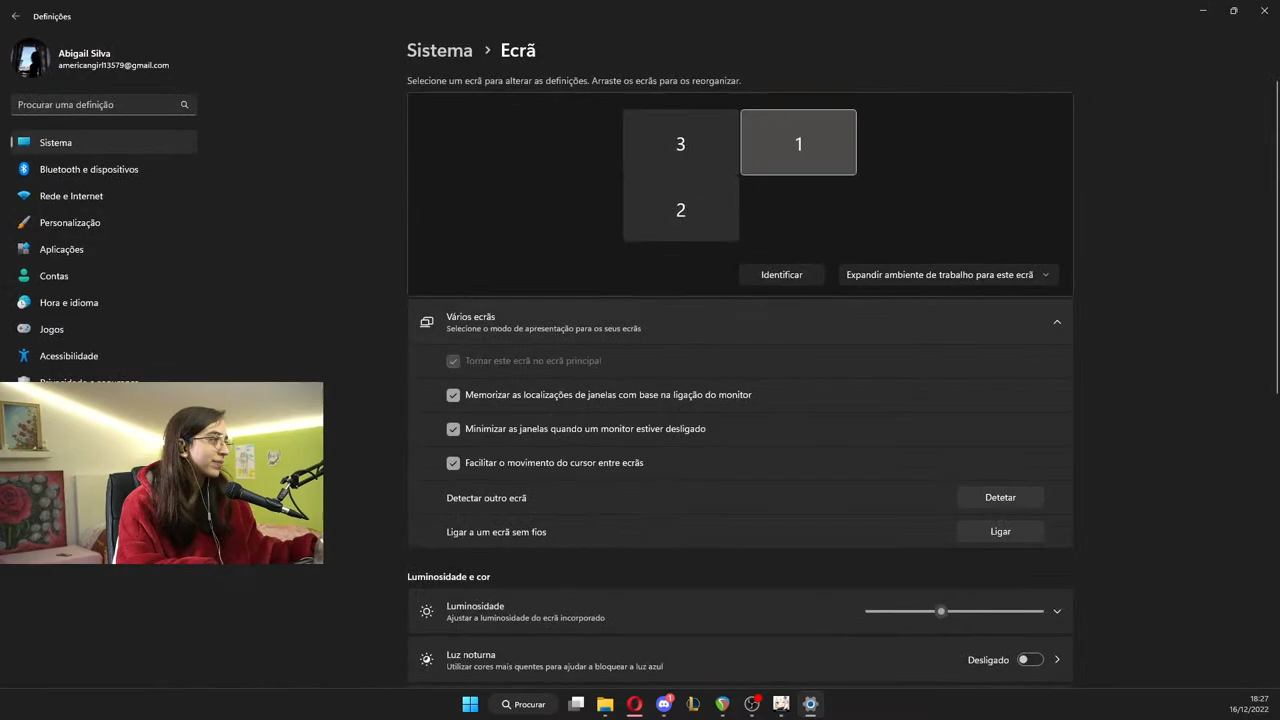 Definições
Abigail Silva
americangirl13579@gmail.com
Procurar uma definição
Sistema
Bluetooth e dispositivos
Rede e Internet
Personalização
Aplicações
Contas
Hora e idioma
Jogos
Acessibilidade
Sistema > Ecrã
Selecione um ecrã para alterar as definições. Arraste os ecrãs para os reorganizar.
3
1
2
Identificar
Expandir ambiente de trabalho para este ecrã
Vários ecrãs
Selecione o modo de apresentação para os seus ecrãs
Tornar este ecrã no ecrã principal
Memorizar as localizações de janelas com base na ligação do monitor
Minimizar as janelas quando um monitor estiver desligado
Facilitar o movimento do cursor entre ecrãs
Detectar outro ecrã
Detetar
Ligar a um ecrã sem fios
Ligar
Luminosidade e cor
Luminosidade
Ajustar a luminosidade do ecrã incorporado
Luz noturna
Utilizar cores mais quentes para ajudar a bloquear a luz azul
Desligado
Procurar
1
18:27
16/12/2022